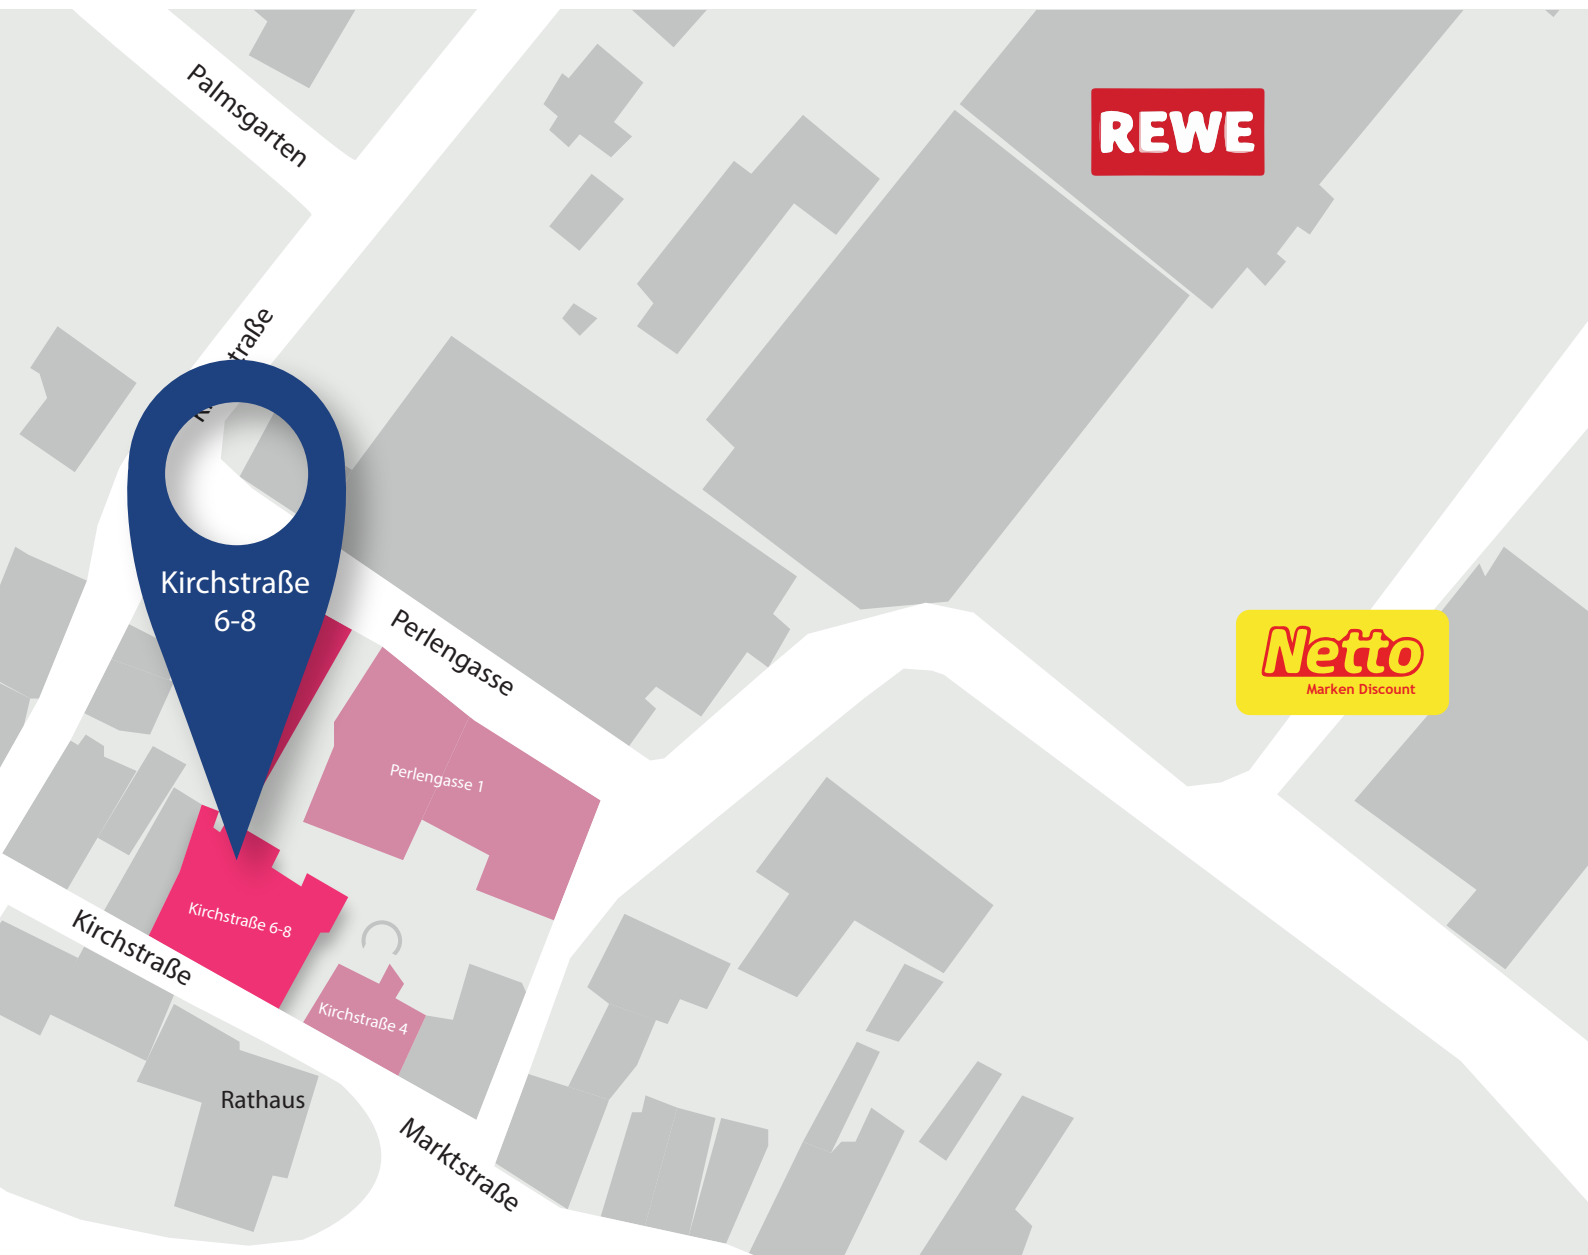 Palmsgarten
REWE
traße
Kirchstraße
6-8
Perlengasse
Netto
Marken Discount
Perlengasse 1
Kirchstraße 6-8
Kirchstraße
Kirchstraße 4
Rathaus
Marktstraße